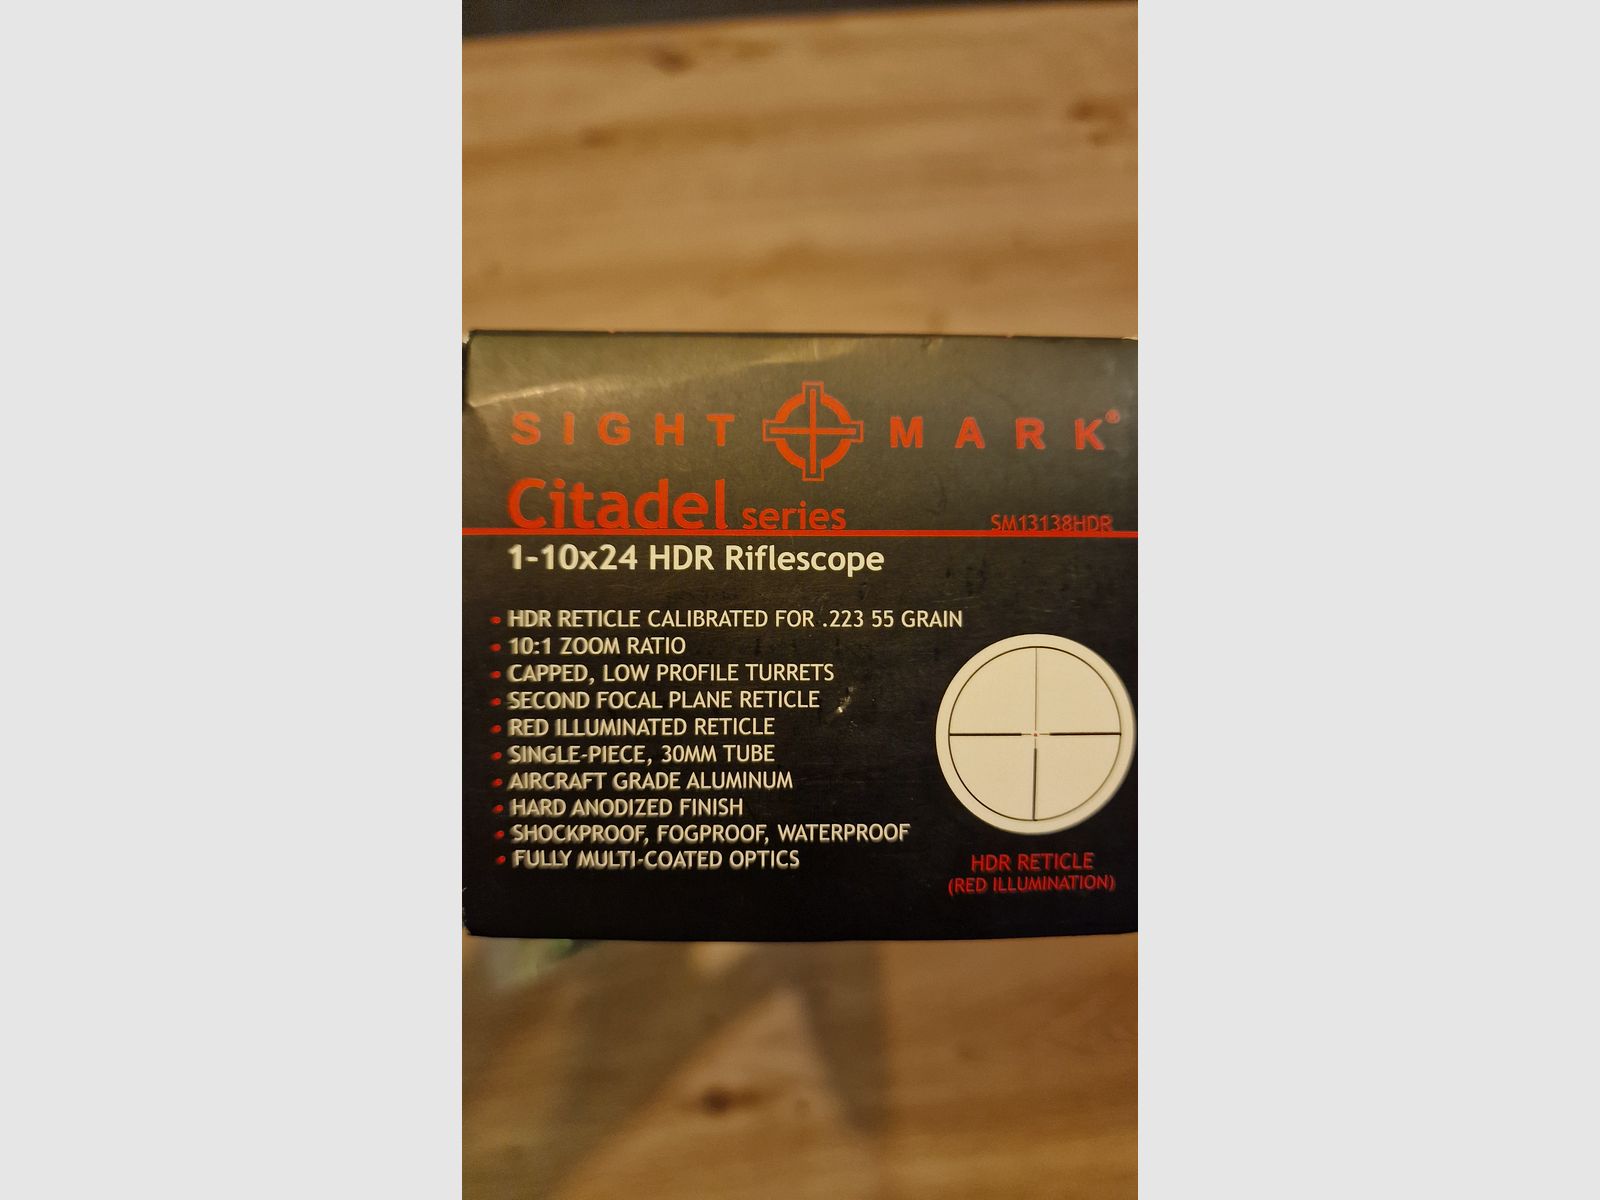 SIGHT MARK®
Citadel series SM13138HDR
1-10x24 HDR Riflescope
• HDR RETICLE CALIBRATED FOR .223 55 GRAIN
• 10:1 ZOOM RATIO
• CAPPED, LOW PROFILE TURRETS
• SECOND FOCAL PLANE RETICLE
• RED ILLUMINATED RETICLE
• SINGLE-PIECE, 30MM TUBE
• AIRCRAFT GRADE ALUMINUM
• HARD ANODIZED FINISH
• SHOCKPROOF, FOGPROOF, WATERPROOF
• FULLY MULTI-COATED OPTICS
HDR RETICLE
(RED ILLUMINATION)